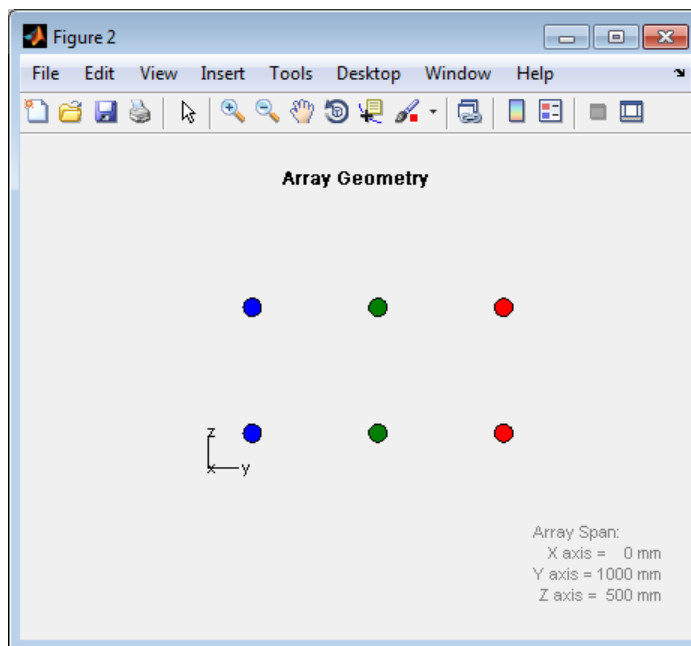 Figure 2
File Edit View Insert Tools Desktop Window Help
Array Geometry
z
x y
Array Span:
X axis = 0 mm
Y axis = 1000 mm
Z axis = 500 mm